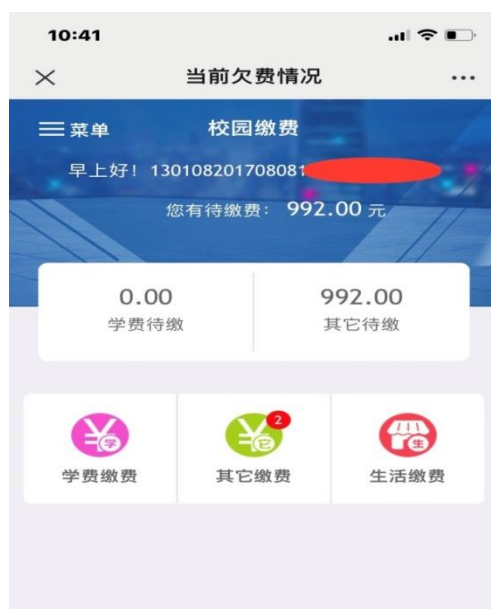 10:41
当前欠费情况
菜单 校园缴费
早上好！130108201708081
您有待缴费： 992.00 元
0.00 992.00
学费待缴 其它待缴
学 它 2 生
学费缴费 其它缴费 生活缴费